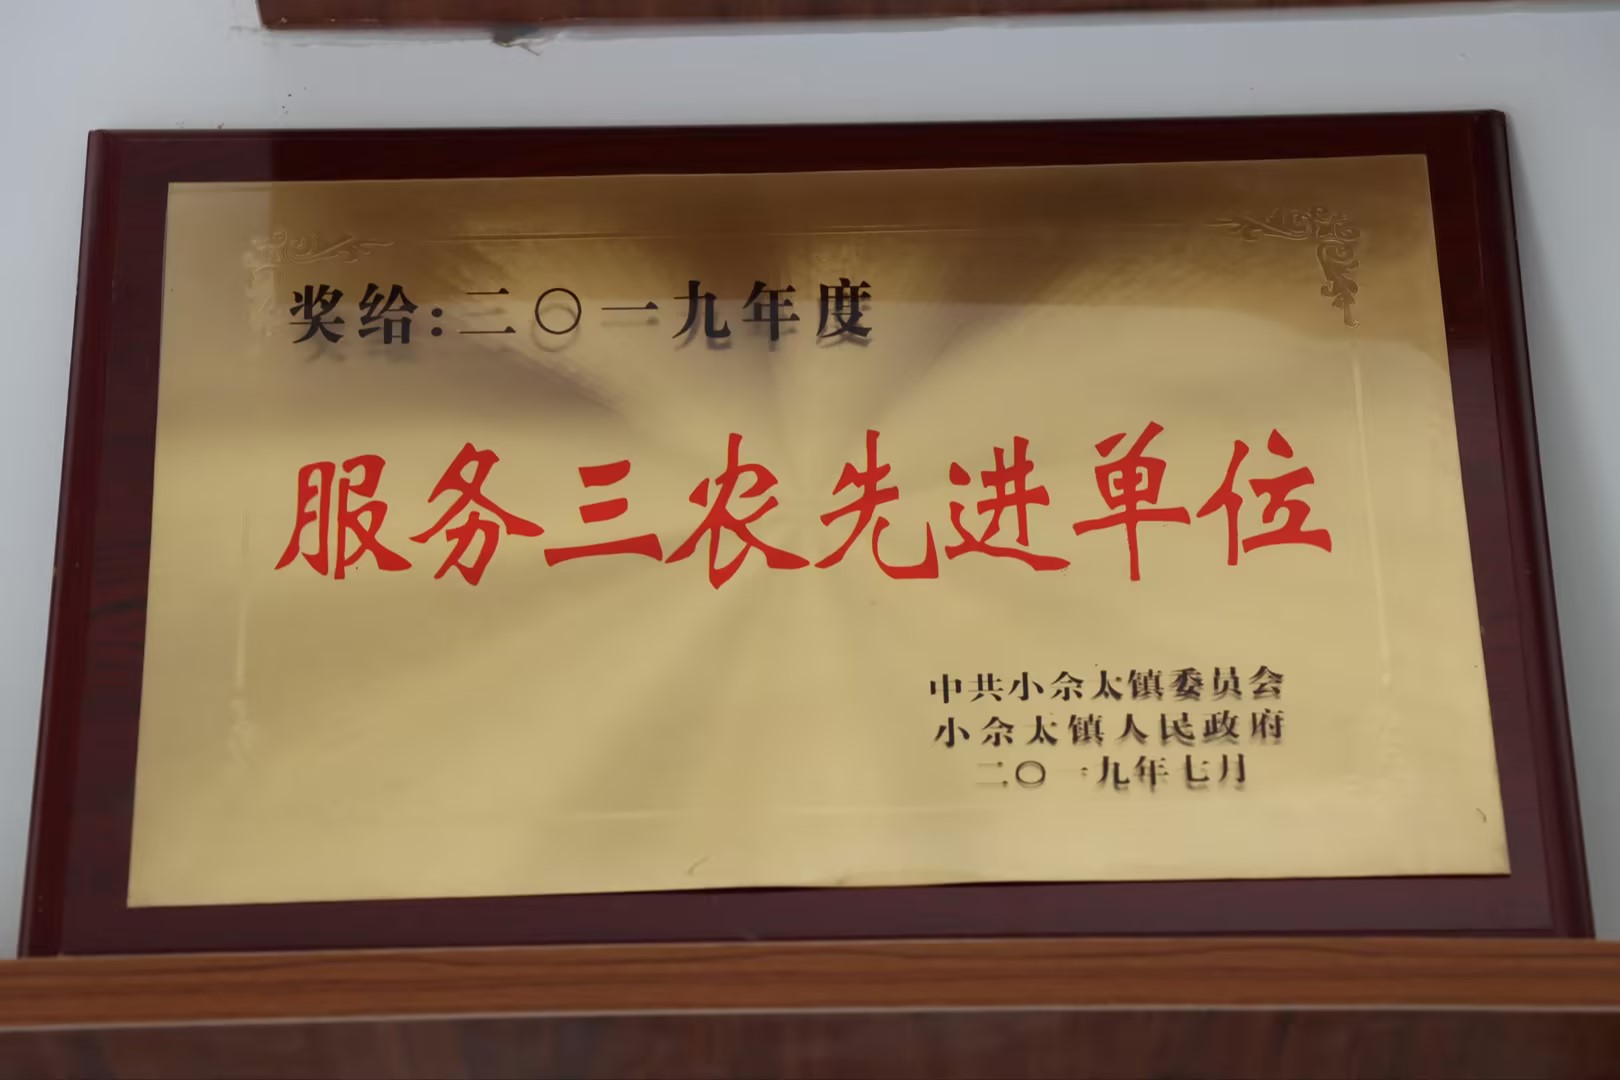 奖给:二〇一九年度
服务三农先进单位
中共小佘太镇委员会
小佘太镇人民政府
二〇一九年七月